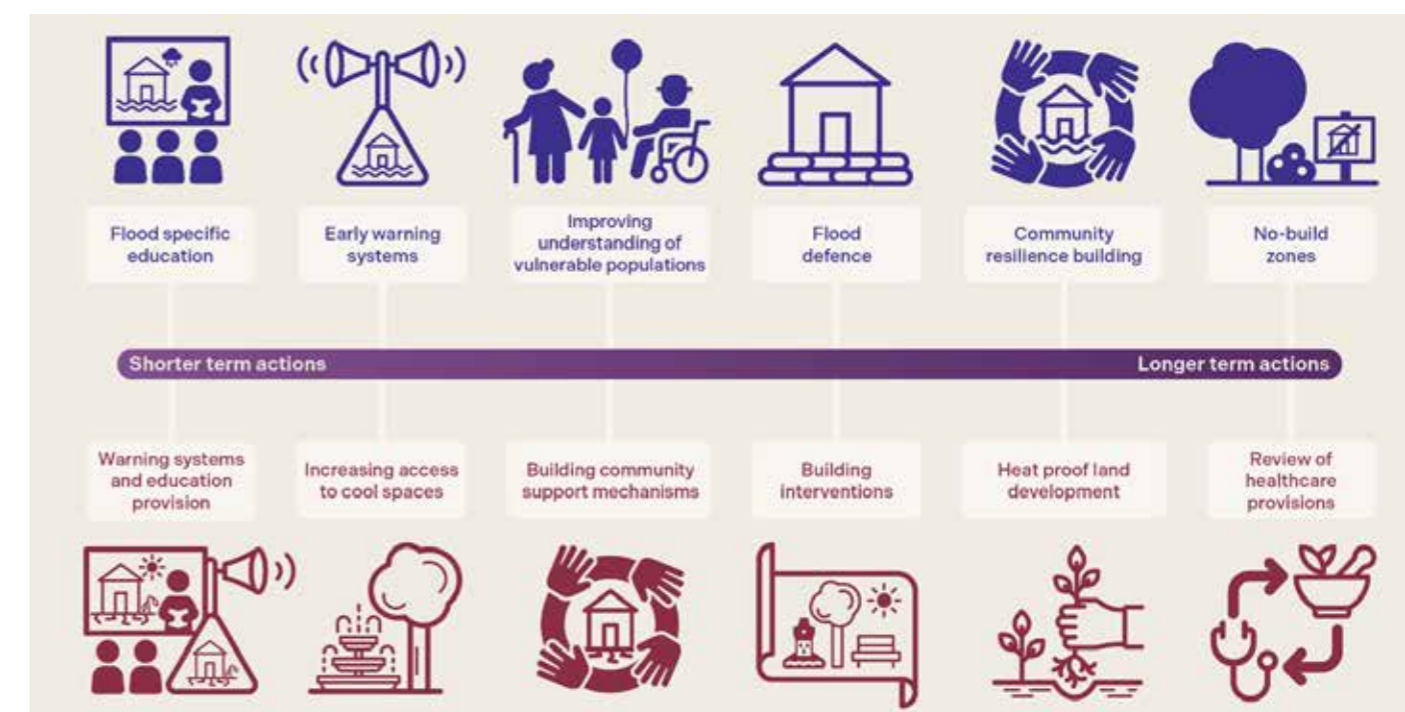 Flood specific
education
Early warning
systems
Improving
understanding of
vulnerable populations
Flood
defence
Community
resilience building
No-build
zones
Shorter term actions
Longer term actions
Warning systems
and education
provision
Increasing access
to cool spaces
Building community
support mechanisms
Building
interventions
Heat proof land
development
Review of
healthcare
provisions